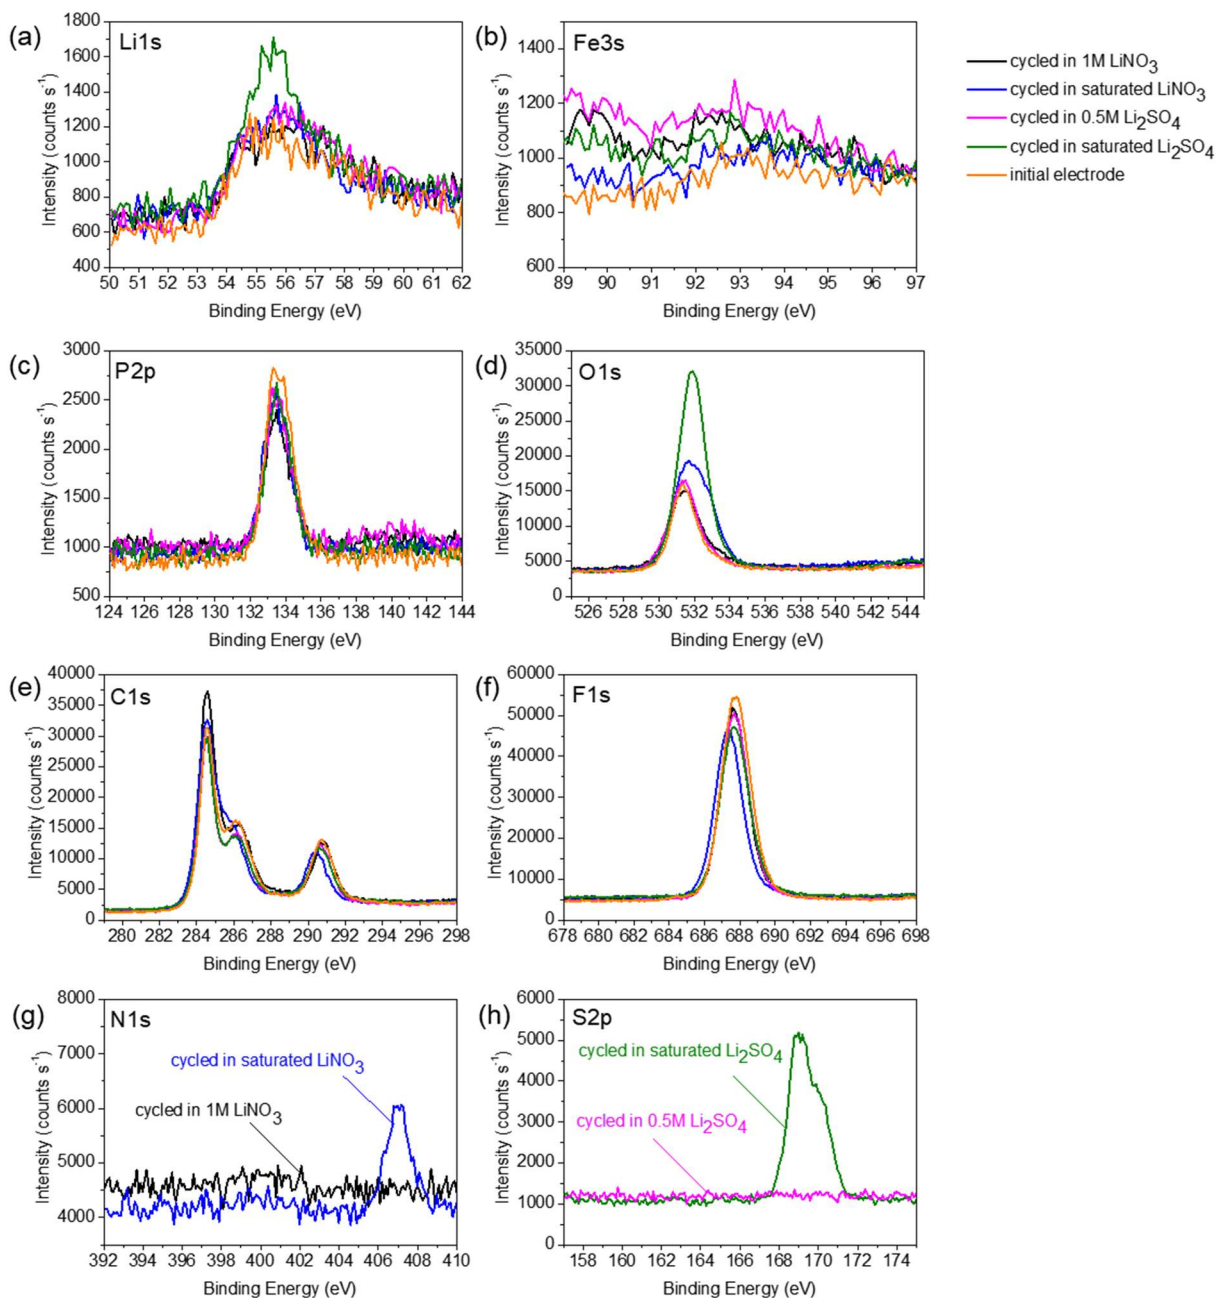 (a) Li1s
Intensity (counts s⁻¹)
1800
1600
1400
1200
1000
800
600
400
50 51 52 53 54 55 56 57 58 59 60 61 62
Binding Energy (eV)
(b) Fe3s
Intensity (counts s⁻¹)
1400
1200
1000
800
600
89 90 91 92 93 94 95 96 97
Binding Energy (eV)
cycled in 1M LiNO₃
cycled in saturated LiNO₃
cycled in 0.5M Li₂SO₄
cycled in saturated Li₂SO₄
initial electrode
(c) P2p
Intensity (counts s⁻¹)
3000
2500
2000
1500
1000
500
124 126 128 130 132 134 136 138 140 142 144
Binding Energy (eV)
(d) O1s
Intensity (counts s⁻¹)
35000
30000
25000
20000
15000
10000
5000
0
526 528 530 532 534 536 538 540 542 544
Binding Energy (eV)
(e) C1s
Intensity (counts s⁻¹)
40000
35000
30000
25000
20000
15000
10000
5000
0
280 282 284 286 288 290 292 294 296 298
Binding Energy (eV)
(f) F1s
Intensity (counts s⁻¹)
60000
50000
40000
30000
20000
10000
0
678 680 682 684 686 688 690 692 694 696 698
Binding Energy (eV)
(g) N1s
Intensity (counts s⁻¹)
8000
7000
6000
5000
4000
cycled in saturated LiNO₃
cycled in 1M LiNO₃
392 394 396 398 400 402 404 406 408 410
Binding Energy (eV)
(h) S2p
Intensity (counts s⁻¹)
6000
5000
4000
3000
2000
1000
0
cycled in saturated Li₂SO₄
cycled in 0.5M Li₂SO₄
158 160 162 164 166 168 170 172 174
Binding Energy (eV)